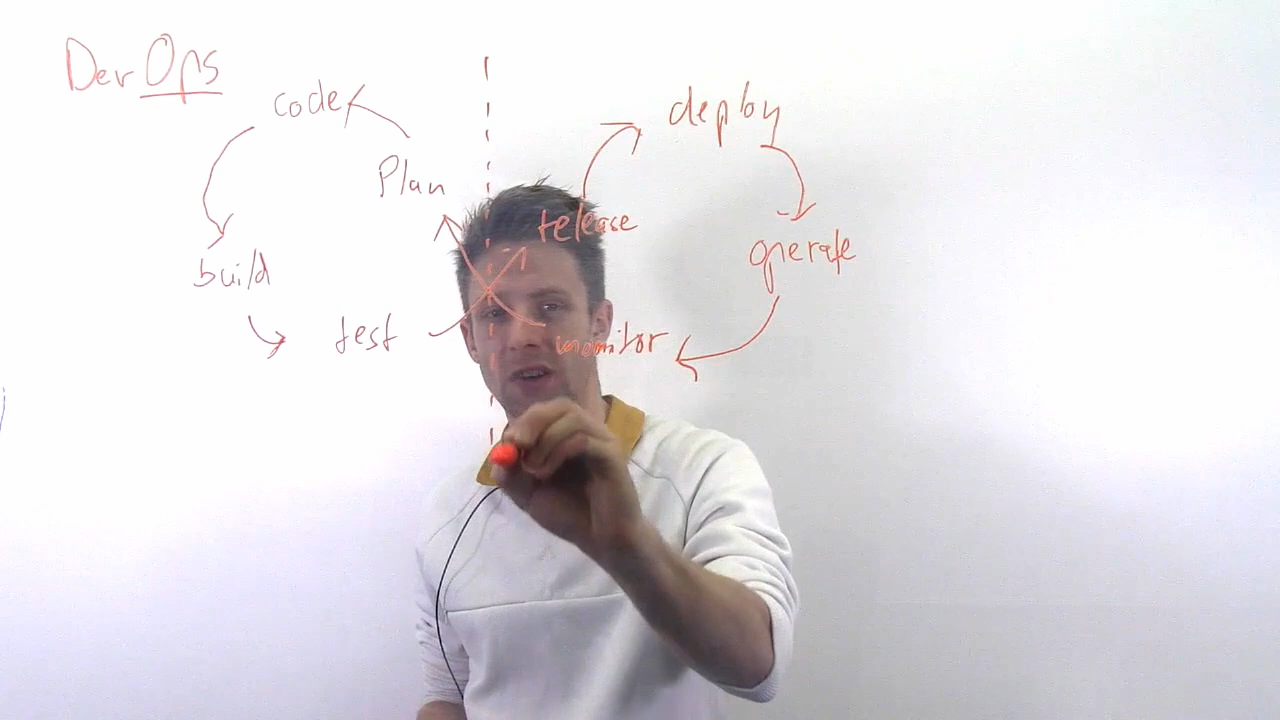 DevOps
code
deploy
Plan
release
build
operate
test
monitor